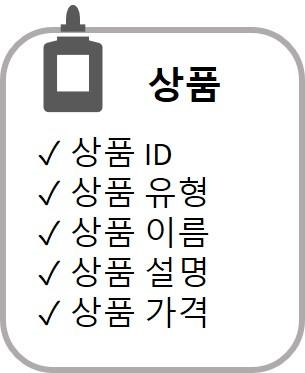 상품
✓ 상품 ID
✓ 상품 유형
✓ 상품 이름
✓ 상품 설명
✓ 상품 가격